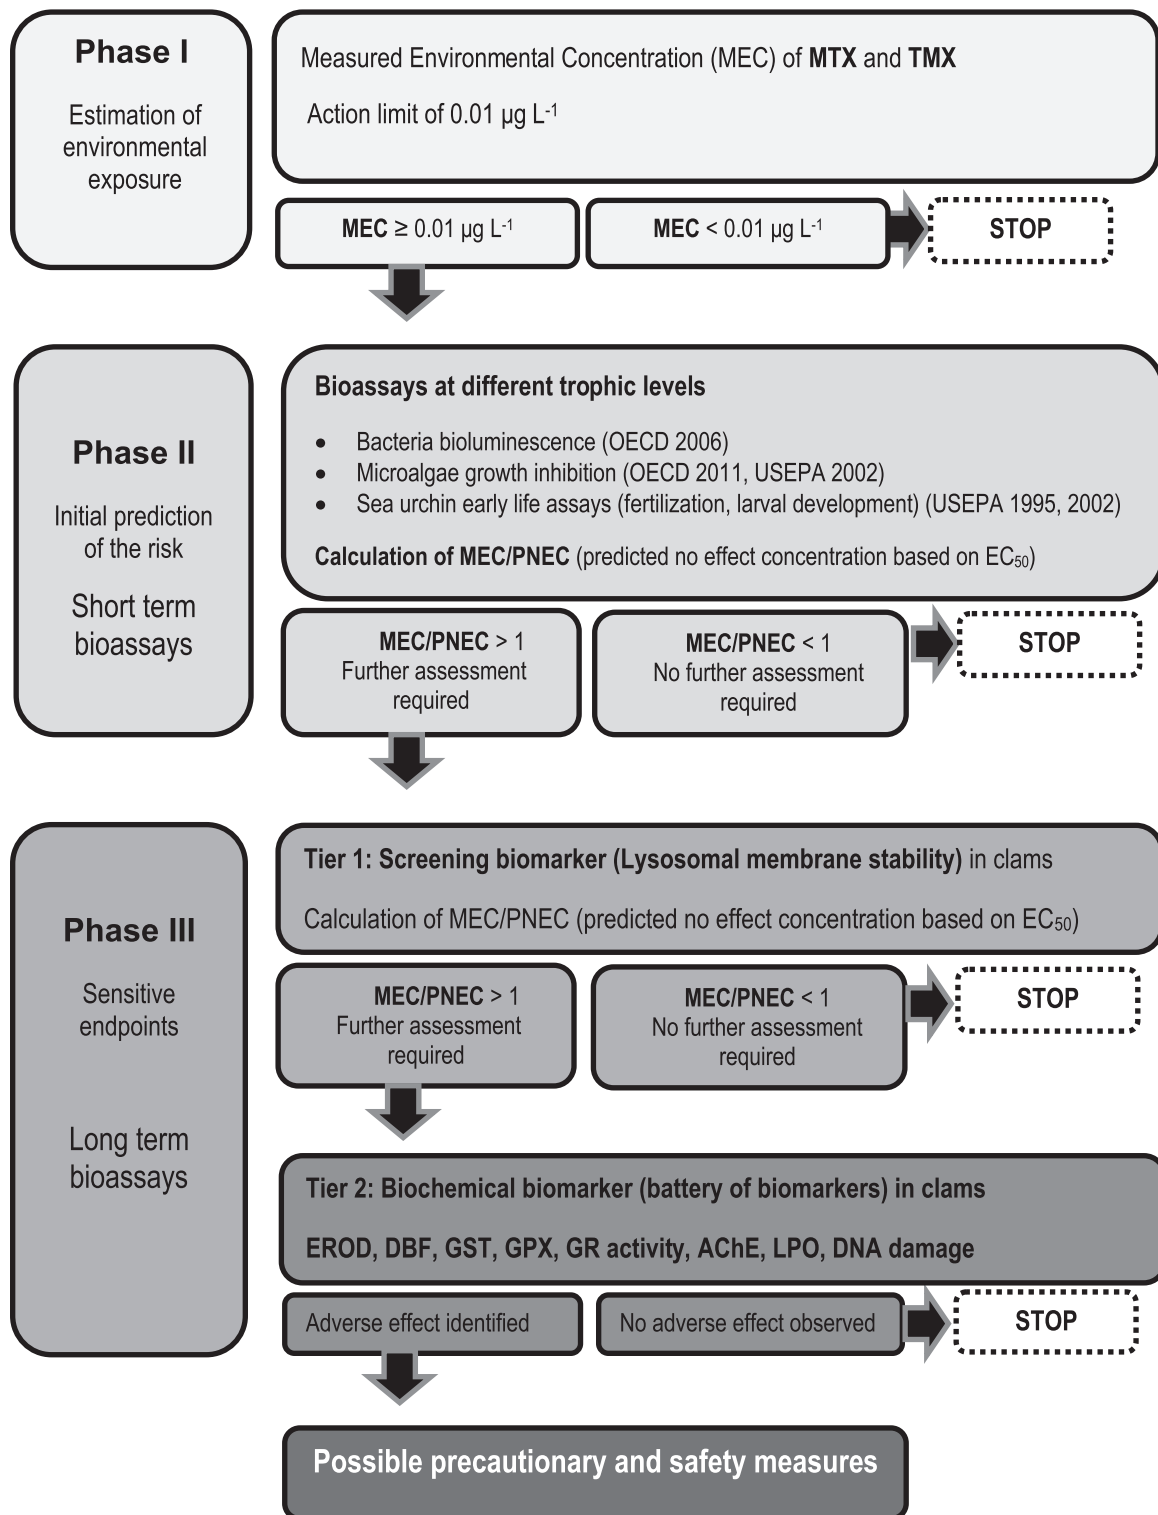 Phase I
Estimation of
environmental
exposure
Measured Environmental Concentration (MEC) of MTX and TMX
Action limit of 0.01 µg L-1
MEC ≥ 0.01 µg L-1
MEC < 0.01 µg L-1
STOP
Phase II
Initial prediction
of the risk
Short term
bioassays
Bioassays at different trophic levels
• Bacteria bioluminescence (OECD 2006)
• Microalgae growth inhibition (OECD 2011, USEPA 2002)
• Sea urchin early life assays (fertilization, larval development) (USEPA 1995, 2002)
Calculation of MEC/PNEC (predicted no effect concentration based on EC50)
MEC/PNEC > 1
Further assessment
required
MEC/PNEC < 1
No further assessment
required
STOP
Phase III
Sensitive
endpoints
Long term
bioassays
Tier 1: Screening biomarker (Lysosomal membrane stability) in clams
Calculation of MEC/PNEC (predicted no effect concentration based on EC50)
MEC/PNEC > 1
Further assessment
required
MEC/PNEC < 1
No further assessment
required
STOP
Tier 2: Biochemical biomarker (battery of biomarkers) in clams
EROD, DBF, GST, GPX, GR activity, AChE, LPO, DNA damage
Adverse effect identified
No adverse effect observed
STOP
Possible precautionary and safety measures